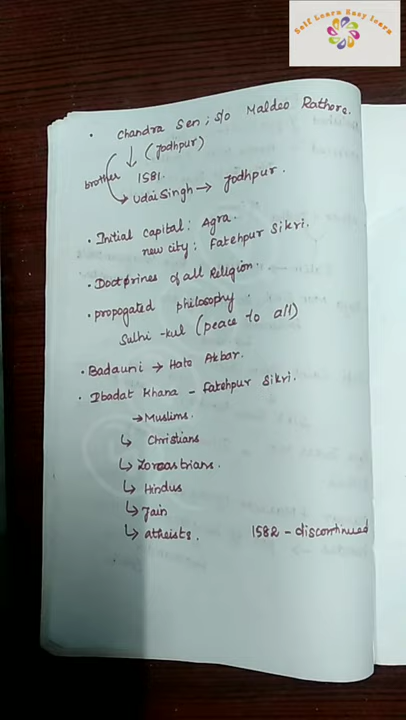 Self Learn Easy learn
• Chandra Sen ; s/o Maldeo Rathore.
↓ (Jodhpur)
brother 1581.
→ Udai Singh → Jodhpur.
• Initial capital : Agra.
new city : Fatehpur Sikri.
• Doctprines of all Religion.
• propogated philosophy.
Sulhi -kul (peace to all)
• Badauni → Hate Akbar.
• Ibadat Khana - Fatehpur Sikri.
→ Muslims.
↳ Christians
↳ Zoroastrians.
↳ Hindus
↳ Jain
↳ atheists. 1582 - discontinued